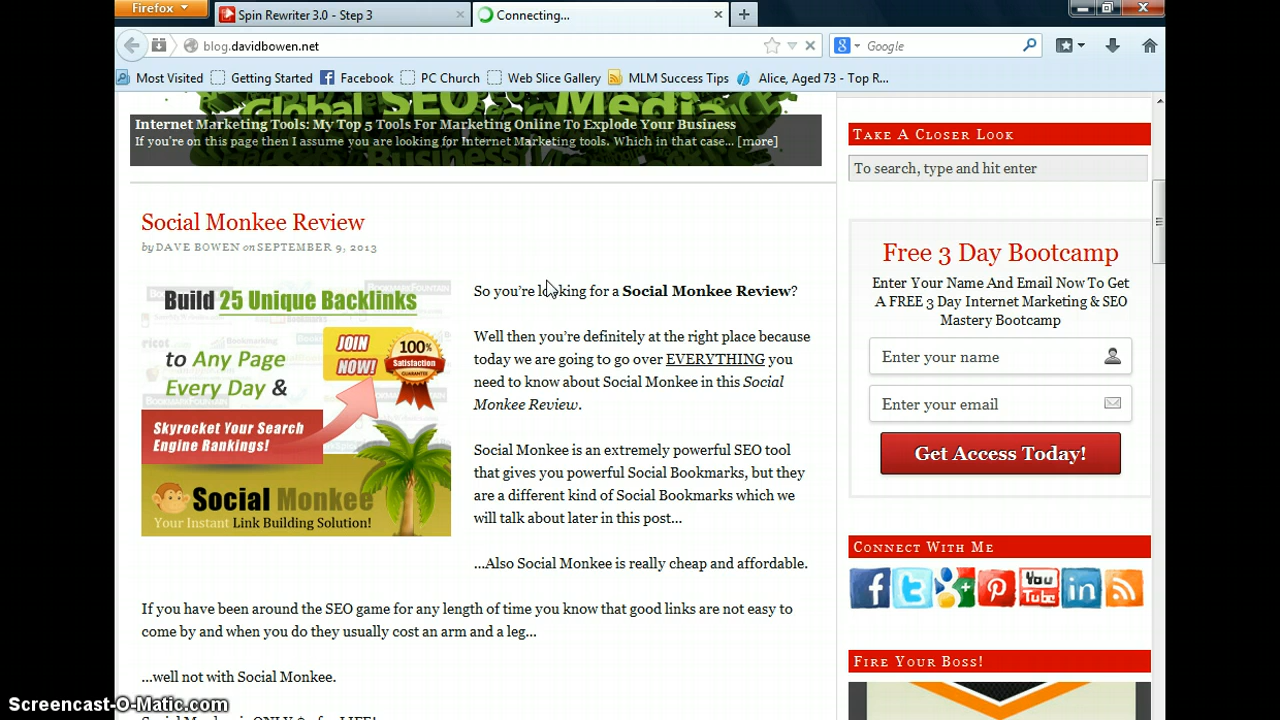 Firefox
Spin Rewriter 3.0 - Step 3
Connecting...
blog.davidbowen.net
Google
Most Visited
Getting Started
Facebook
PC Church
Web Slice Gallery
MLM Success Tips
Alice, Aged 73 - Top R...
Global SEO Media
Business
Internet Marketing Tools: My Top 5 Tools For Marketing Online To Explode Your Business
If you're on this page then I assume you are looking for Internet Marketing tools. Which in that case... [more]
Social Monkee Review
by DAVE BOWEN on SEPTEMBER 9, 2013
Build 25 Unique Backlinks
to Any Page
Every Day &
JOIN
NOW!
100%
Satisfaction
Skyrocket Your Search
Engine Rankings!
Social Monkee
Your Instant Link Building Solution!
So you're looking for a Social Monkee Review?
Well then you're definitely at the right place because
today we are going to go over EVERYTHING you
need to know about Social Monkee in this Social
Monkee Review.
Social Monkee is an extremely powerful SEO tool
that gives you powerful Social Bookmarks, but they
are a different kind of Social Bookmarks which we
will talk about later in this post...
...Also Social Monkee is really cheap and affordable.
If you have been around the SEO game for any length of time you know that good links are not easy to
come by and when you do they usually cost an arm and a leg...
...well not with Social Monkee.
TAKE A CLOSER LOOK
To search, type and hit enter
Free 3 Day Bootcamp
Enter Your Name And Email Now To Get
A FREE 3 Day Internet Marketing & SEO
Mastery Bootcamp
Enter your name
Enter your email
Get Access Today!
CONNECT WITH ME
You
Tube
in
FIRE YOUR BOSS!
Screencast-O-Matic.com